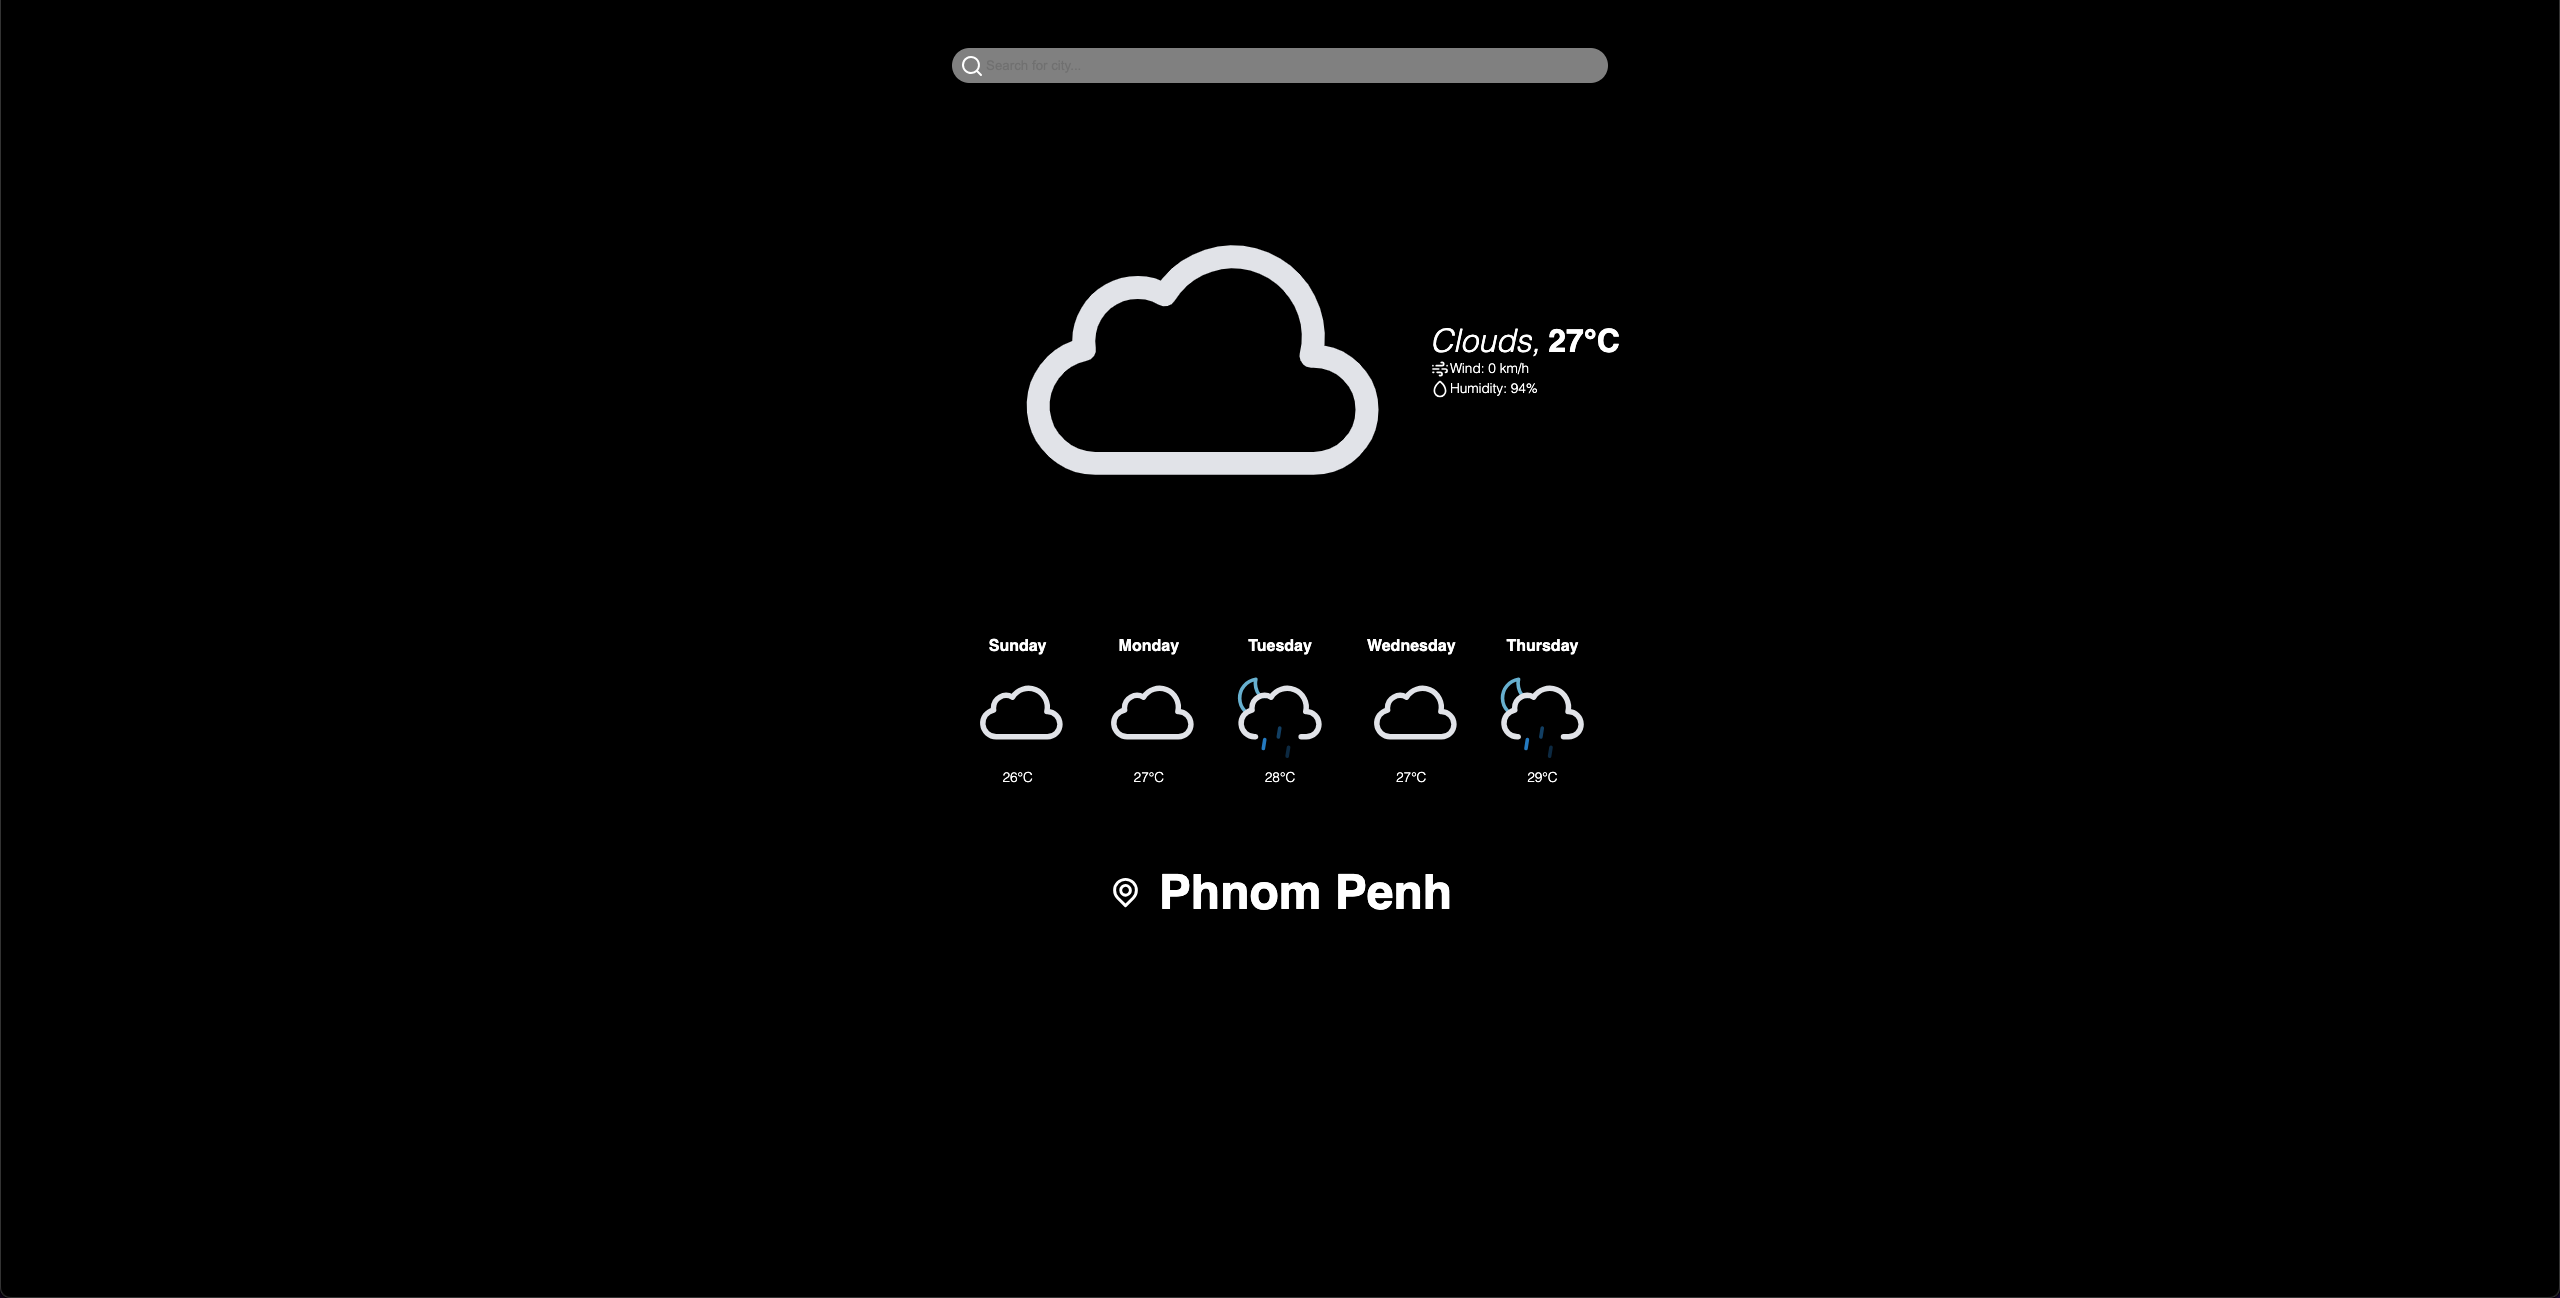 Search for city...
Clouds, 27°C
Wind: 0 km/h
Humidity: 94%
Sunday Monday Tuesday Wednesday Thursday
26°C 27°C 28°C 27°C 29°C
Phnom Penh